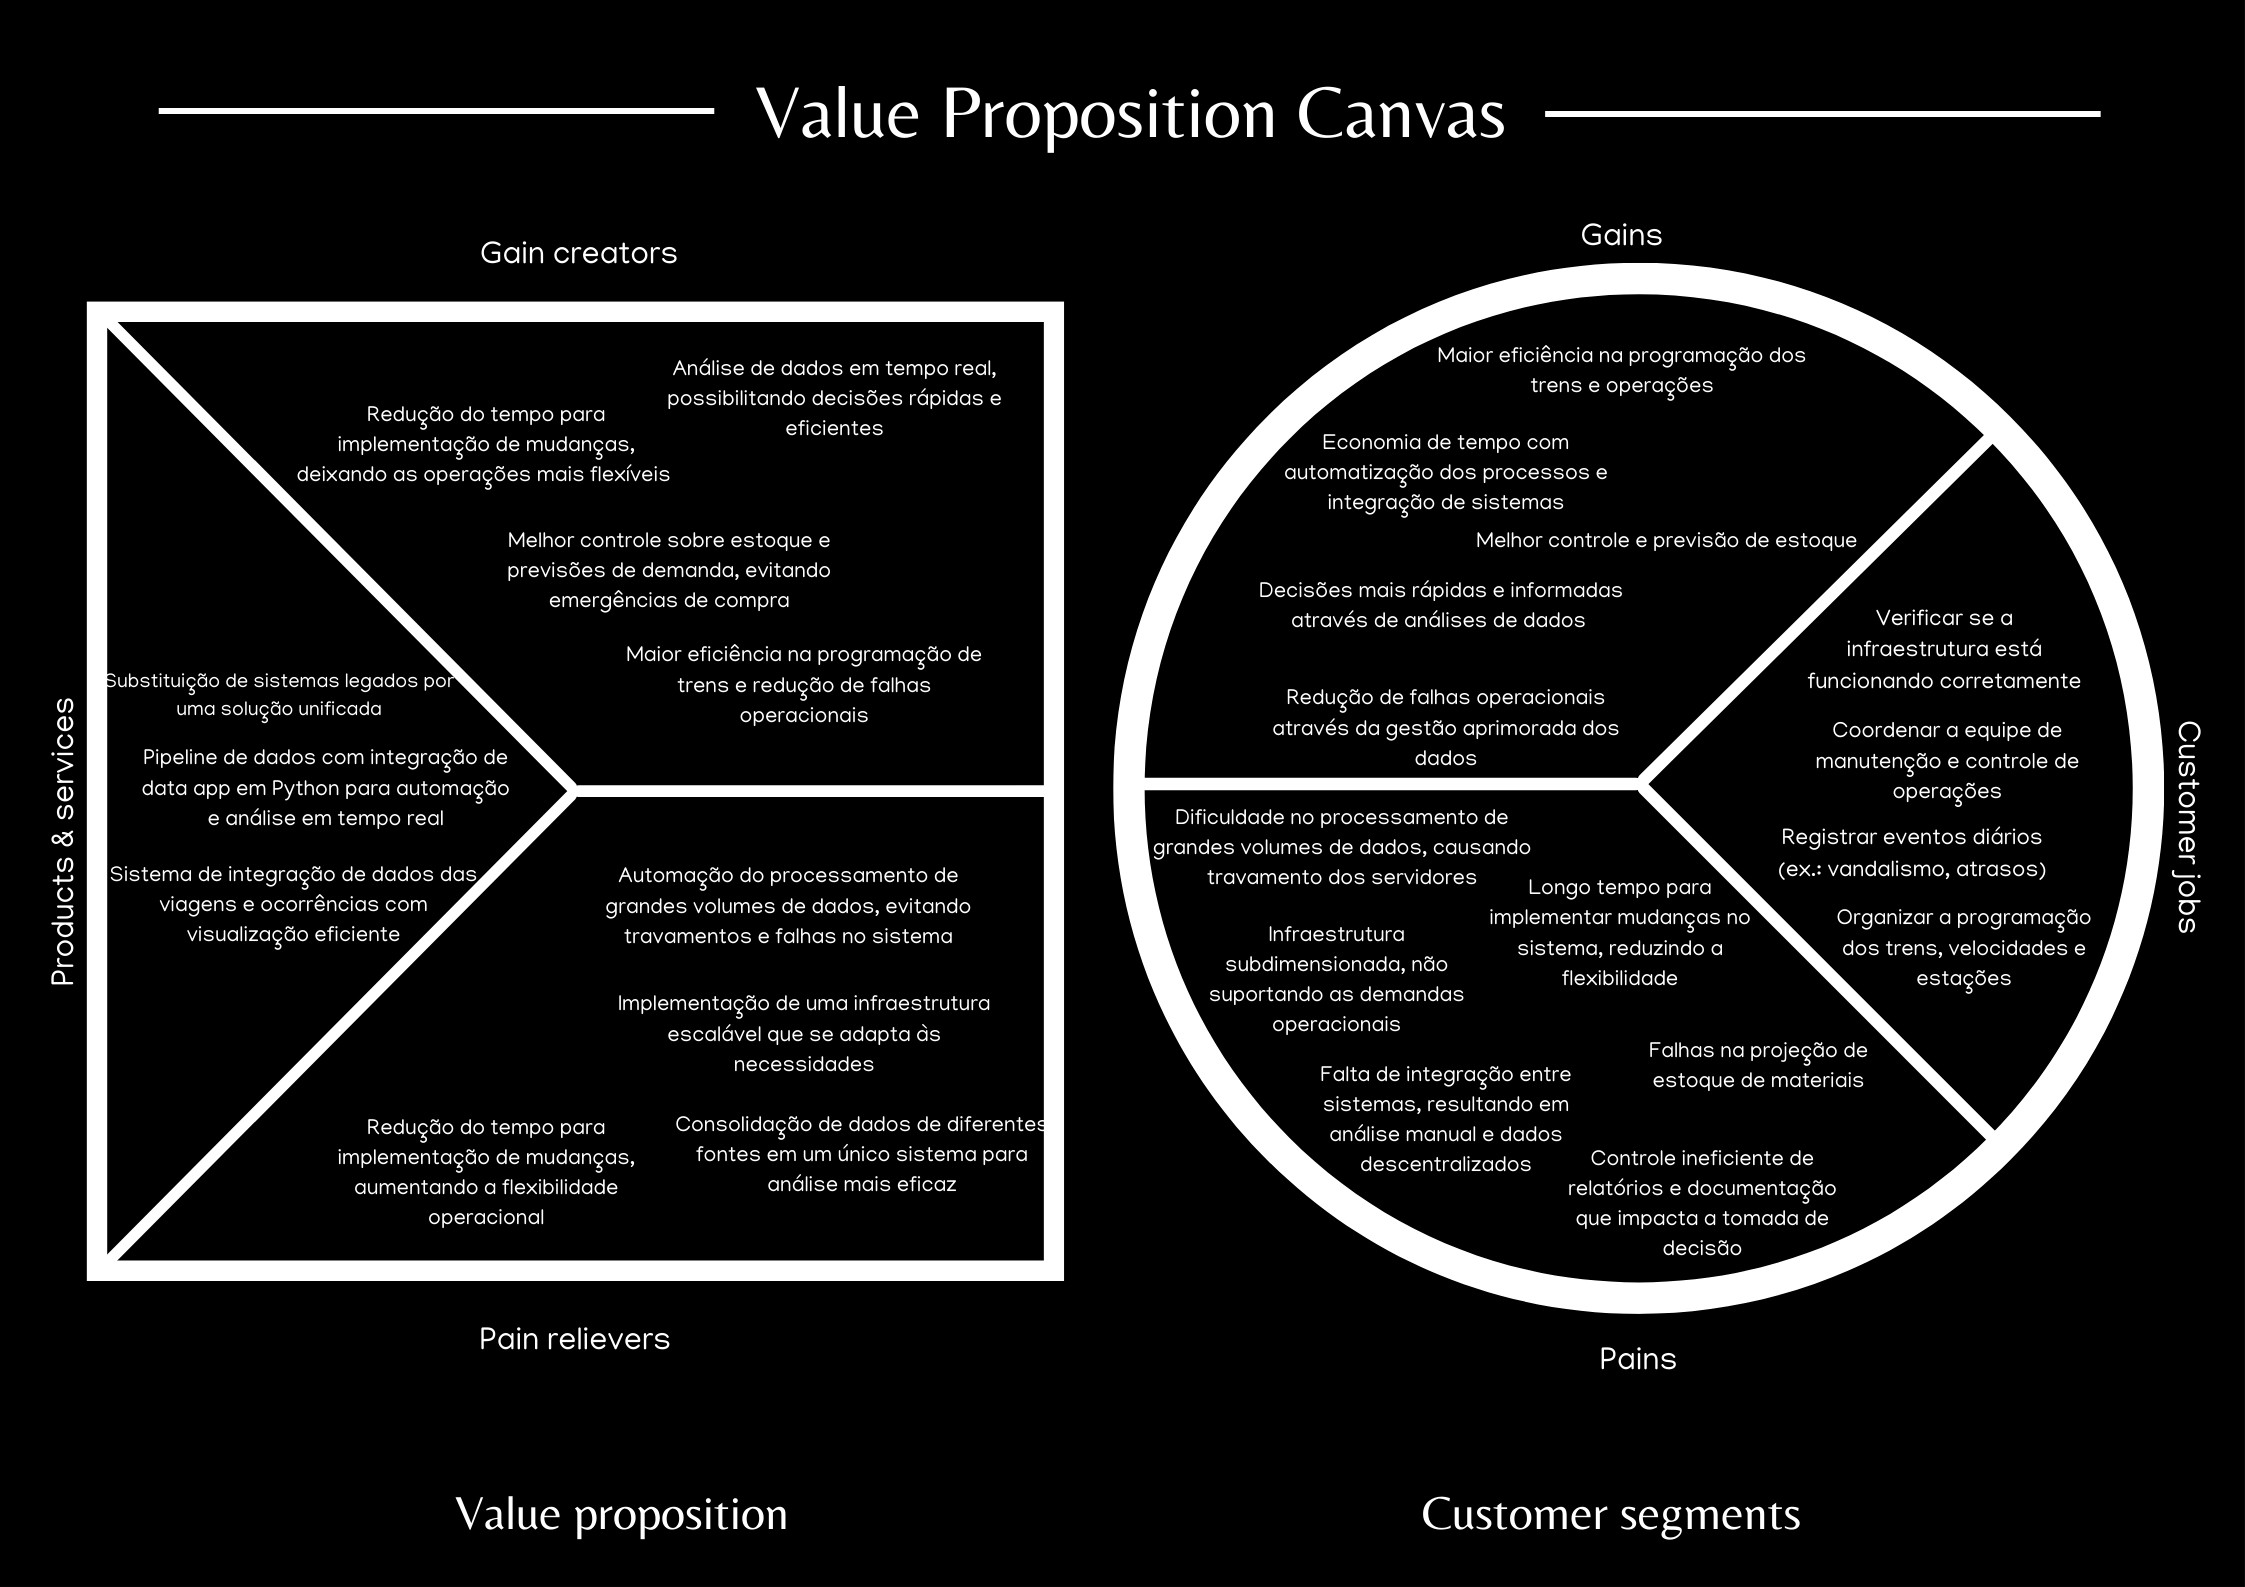 Value Proposition Canvas
Gain creators
Análise de dados em tempo real,
possibilitando decisões rápidas e
eficientes
Redução do tempo para
implementação de mudanças,
deixando as operações mais flexíveis
Melhor controle sobre estoque e
previsões de demanda, evitando
emergências de compra
Maior eficiência na programação de
trens e redução de falhas
operacionais
Products & services
Substituição de sistemas legados por
uma solução unificada
Pipeline de dados com integração de
data app em Python para automação
e análise em tempo real
Sistema de integração de dados das
viagens e ocorrências com
visualização eficiente
Automação do processamento de
grandes volumes de dados, evitando
travamentos e falhas no sistema
Implementação de uma infraestrutura
escalável que se adapta às
necessidades
Redução do tempo para
implementação de mudanças,
aumentando a flexibilidade
operacional
Consolidação de dados de diferentes
fontes em um único sistema para
análise mais eficaz
Pain relievers
Value proposition
Gains
Maior eficiência na programação dos
trens e operações
Economia de tempo com
automatização dos processos e
integração de sistemas
Melhor controle e previsão de estoque
Decisões mais rápidas e informadas
através de análises de dados
Redução de falhas operacionais
através da gestão aprimorada dos
dados
Verificar se a
infraestrutura está
funcionando corretamente
Coordenar a equipe de
manutenção e controle de
operações
Registrar eventos diários
(ex.: vandalismo, atrasos)
Organizar a programação
dos trens, velocidades e
estações
Customer jobs
Dificuldade no processamento de
grandes volumes de dados, causando
travamento dos servidores
Longo tempo para
implementar mudanças no
sistema, reduzindo a
flexibilidade
Infraestrutura
subdimensionada, não
suportando as demandas
operacionais
Falhas na projeção de
estoque de materiais
Falta de integração entre
sistemas, resultando em
análise manual e dados
descentralizados
Controle ineficiente de
relatórios e documentação
que impacta a tomada de
decisão
Pains
Customer segments